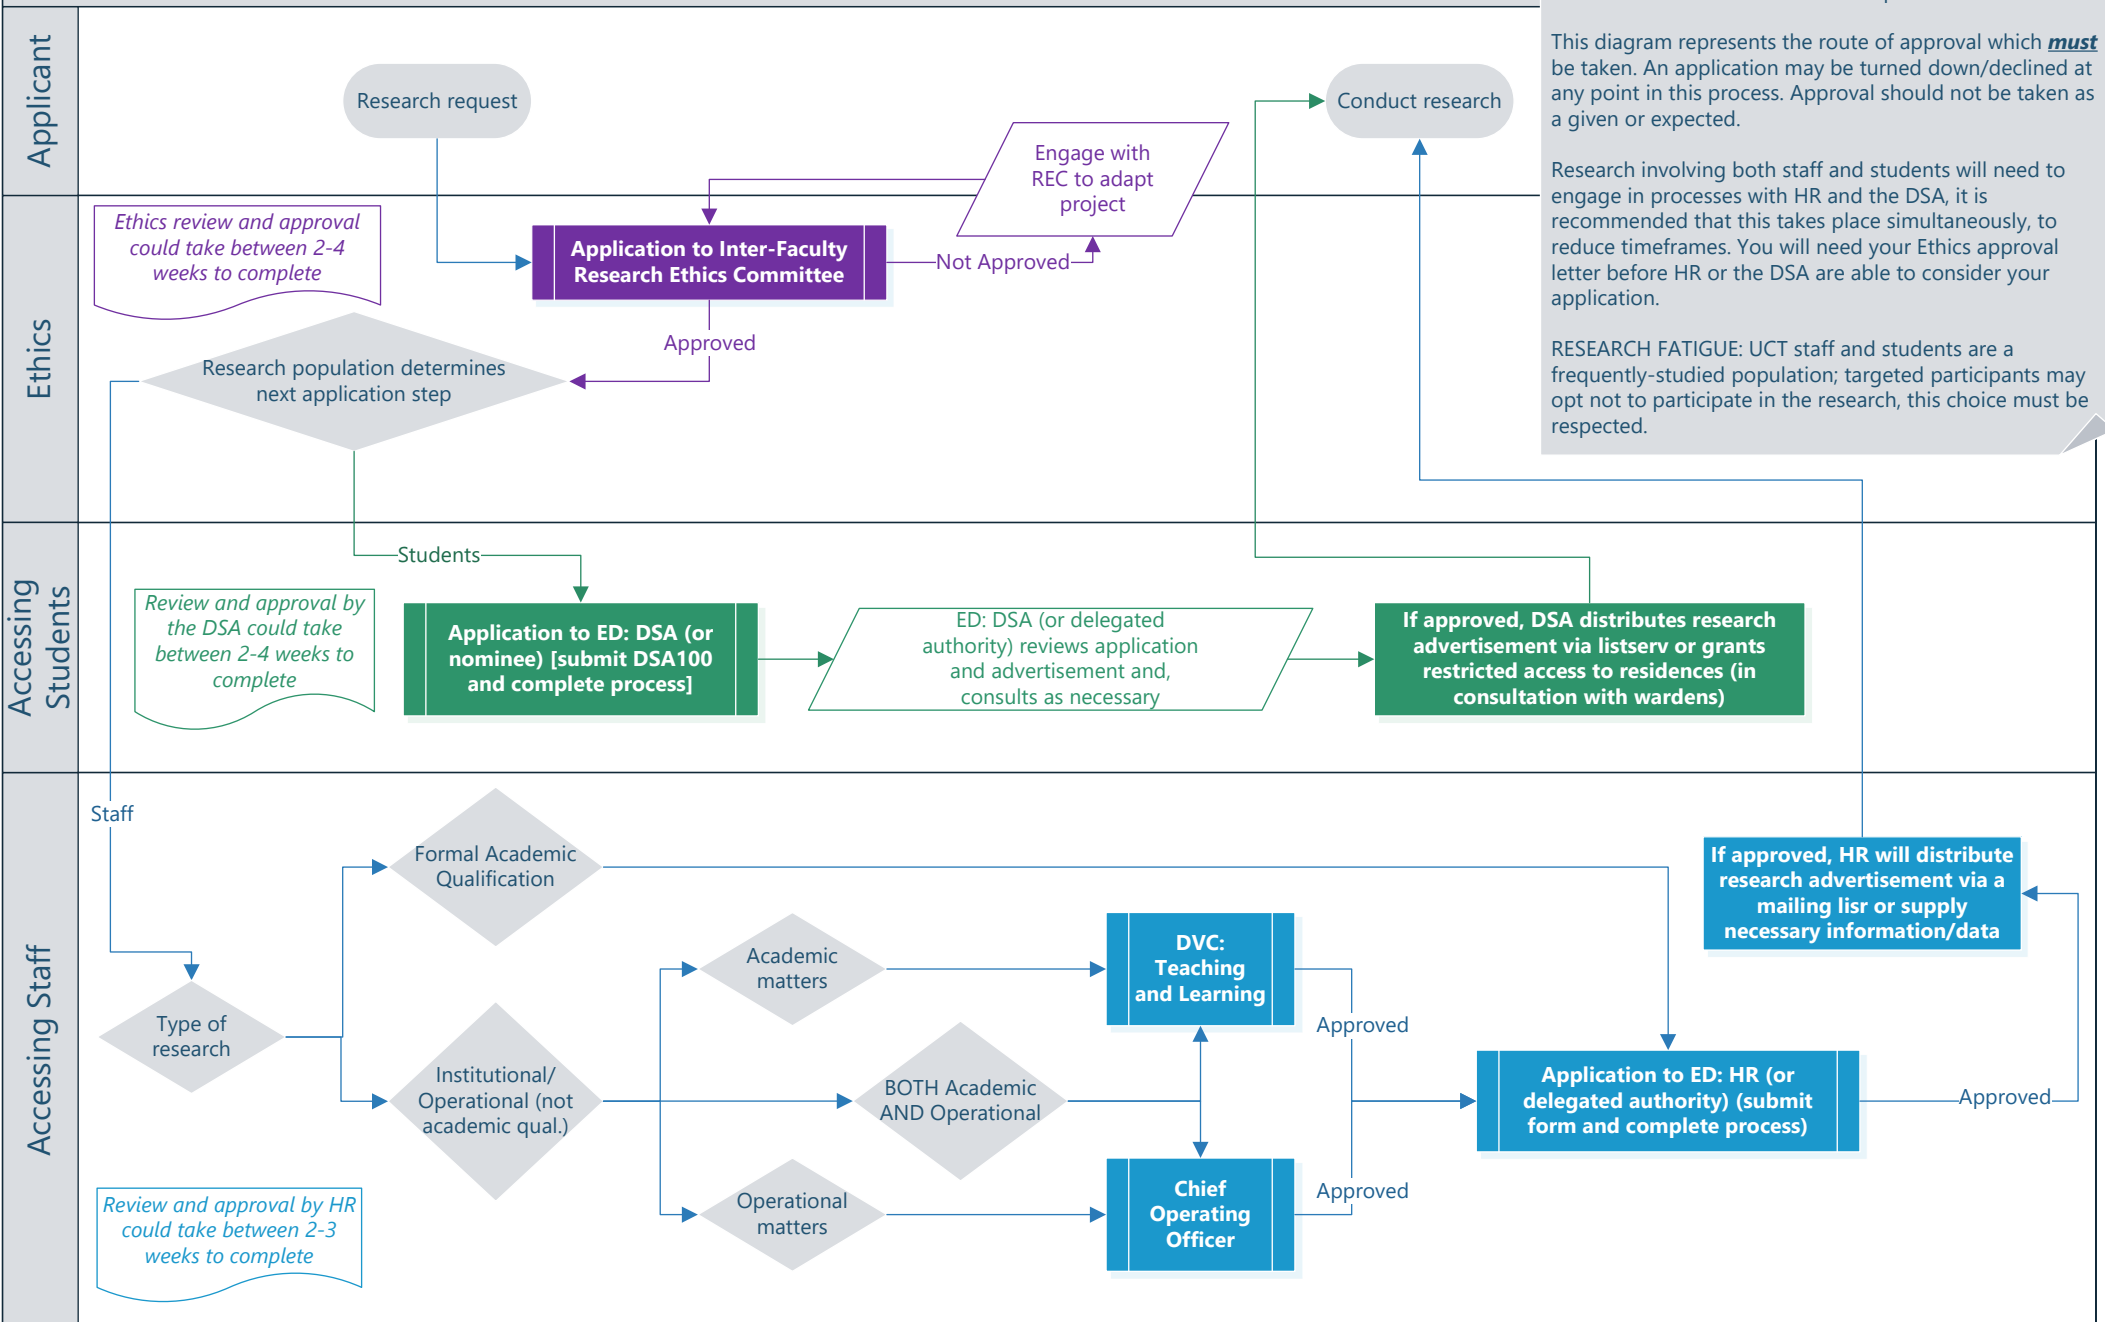 This diagram represents the route of approval which must
be taken. An application may be turned down/declined at
any point in this process. Approval should not be taken as
a given or expected.
Research involving both staff and students will need to
engage in processes with HR and the DSA, it is
recommended that this takes place simultaneously, to
reduce timeframes. You will need your Ethics approval
letter before HR or the DSA are able to consider your
application.
RESEARCH FATIGUE: UCT staff and students are a
frequently-studied population; targeted participants may
opt not to participate in the research, this choice must be
respected.
Applicant
Research request
Engage with
REC to adapt
project
Conduct research
Ethics
Ethics review and approval
could take between 2-4
weeks to complete
Application to Inter-Faculty
Research Ethics Committee
Not Approved
Approved
Research population determines
next application step
Accessing
Students
Students
Review and approval by
the DSA could take
between 2-4 weeks to
complete
Application to ED: DSA (or
nominee) [submit DSA100
and complete process]
ED: DSA (or delegated
authority) reviews application
and advertisement and,
consults as necessary
If approved, DSA distributes research
advertisement via listserv or grants
restricted access to residences (in
consultation with wardens)
Accessing Staff
Staff
Type of
research
Formal Academic
Qualification
Institutional/
Operational (not
academic qual.)
Academic
matters
BOTH Academic
AND Operational
Operational
matters
DVC:
Teaching
and Learning
Chief
Operating
Officer
Approved
Approved
Application to ED: HR (or
delegated authority) (submit
form and complete process)
Approved
If approved, HR will distribute
research advertisement via a
mailing lisr or supply
necessary information/data
Review and approval by HR
could take between 2-3
weeks to complete